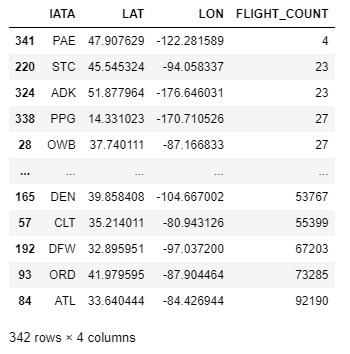 IATA LAT LON FLIGHT_COUNT
341 PAE 47.907629 -122.281589 4
220 STC 45.545324 -94.058337 23
324 ADK 51.877964 -176.646031 23
338 PPG 14.331023 -170.710526 27
28 OWB 37.740111 -87.166833 27
... ... ... ... ...
165 DEN 39.858408 -104.667002 53767
57 CLT 35.214011 -80.943126 55399
192 DFW 32.895951 -97.037200 67203
93 ORD 41.979595 -87.904464 73285
84 ATL 33.640444 -84.426944 92190
342 rows × 4 columns